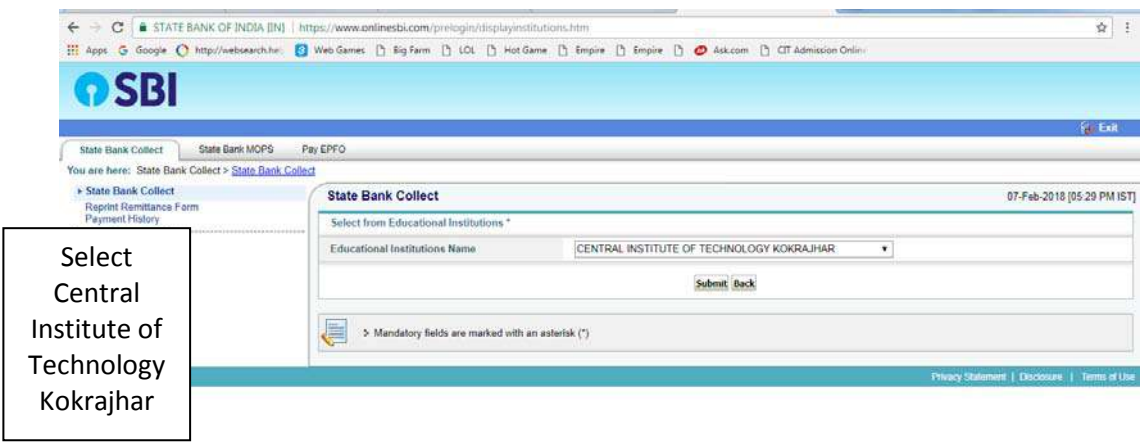 STATE BANK OF INDIA [IN] | https://www.onlinesbi.com/prelogin/displayinstitutions.htm
Apps Google http://websearch.he Web Games Big Farm LOL Hot Game Empire Empire Ask.com CIT Admission Onlin
SBI
Exit
State Bank Collect State Bank MOPS Pay EPFO
You are here: State Bank Collect > State Bank Collect
State Bank Collect
Reprint Remittance Form
Payment History
State Bank Collect 07-Feb-2018 [05:29 PM IST]
Select from Educational Institutions *
Educational Institutions Name CENTRAL INSTITUTE OF TECHNOLOGY KOKRAJHAR
Submit Back
> Mandatory fields are marked with an asterisk (*)
Privacy Statement | Disclosure | Terms of Use
Select
Central
Institute of
Technology
Kokrajhar